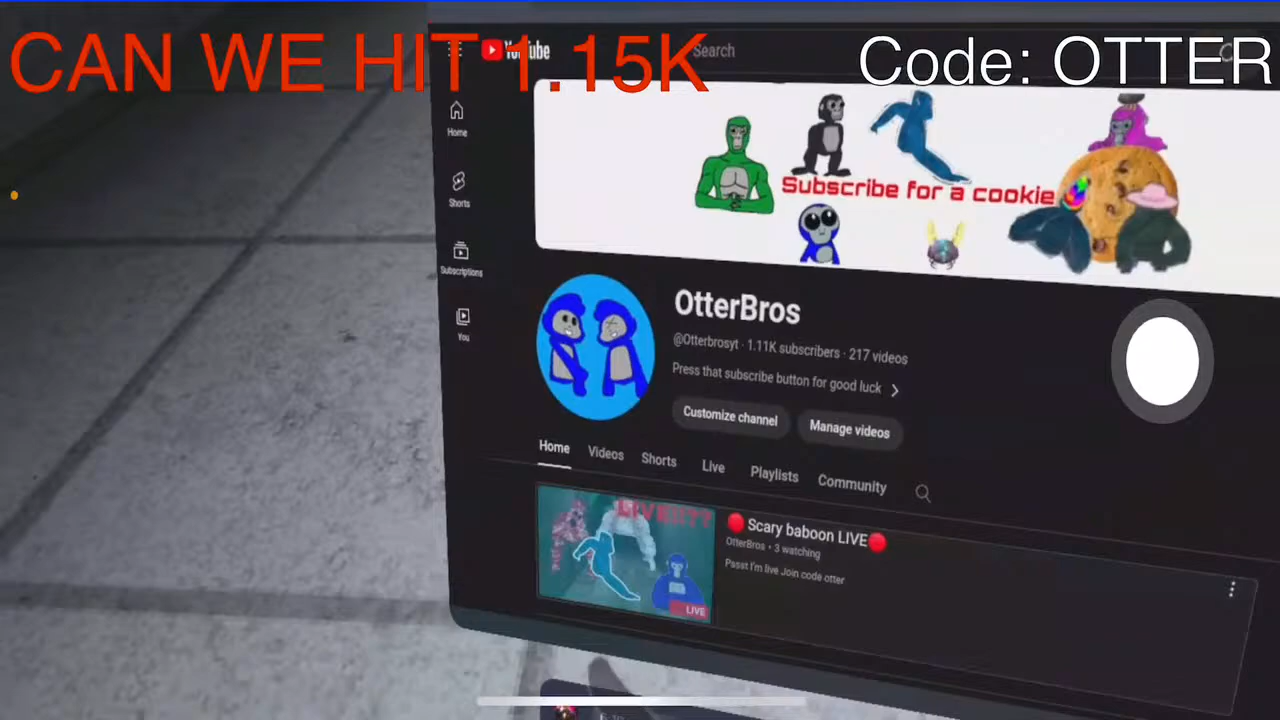 CAN WE HIT 1.15K
Code: OTTER
YouTube
Search
Home
Shorts
Subscriptions
You
Subscribe for a cookie
OtterBros
@Otterbrosyt · 1.11K subscribers · 217 videos
Press that subscribe button for good luck
Customize channel
Manage videos
Home Videos Shorts Live Playlists Community
LIVE!!??
LIVE
🔴 Scary baboon LIVE🔴
OtterBros · 3 watching
Passt I'm live Join code otter